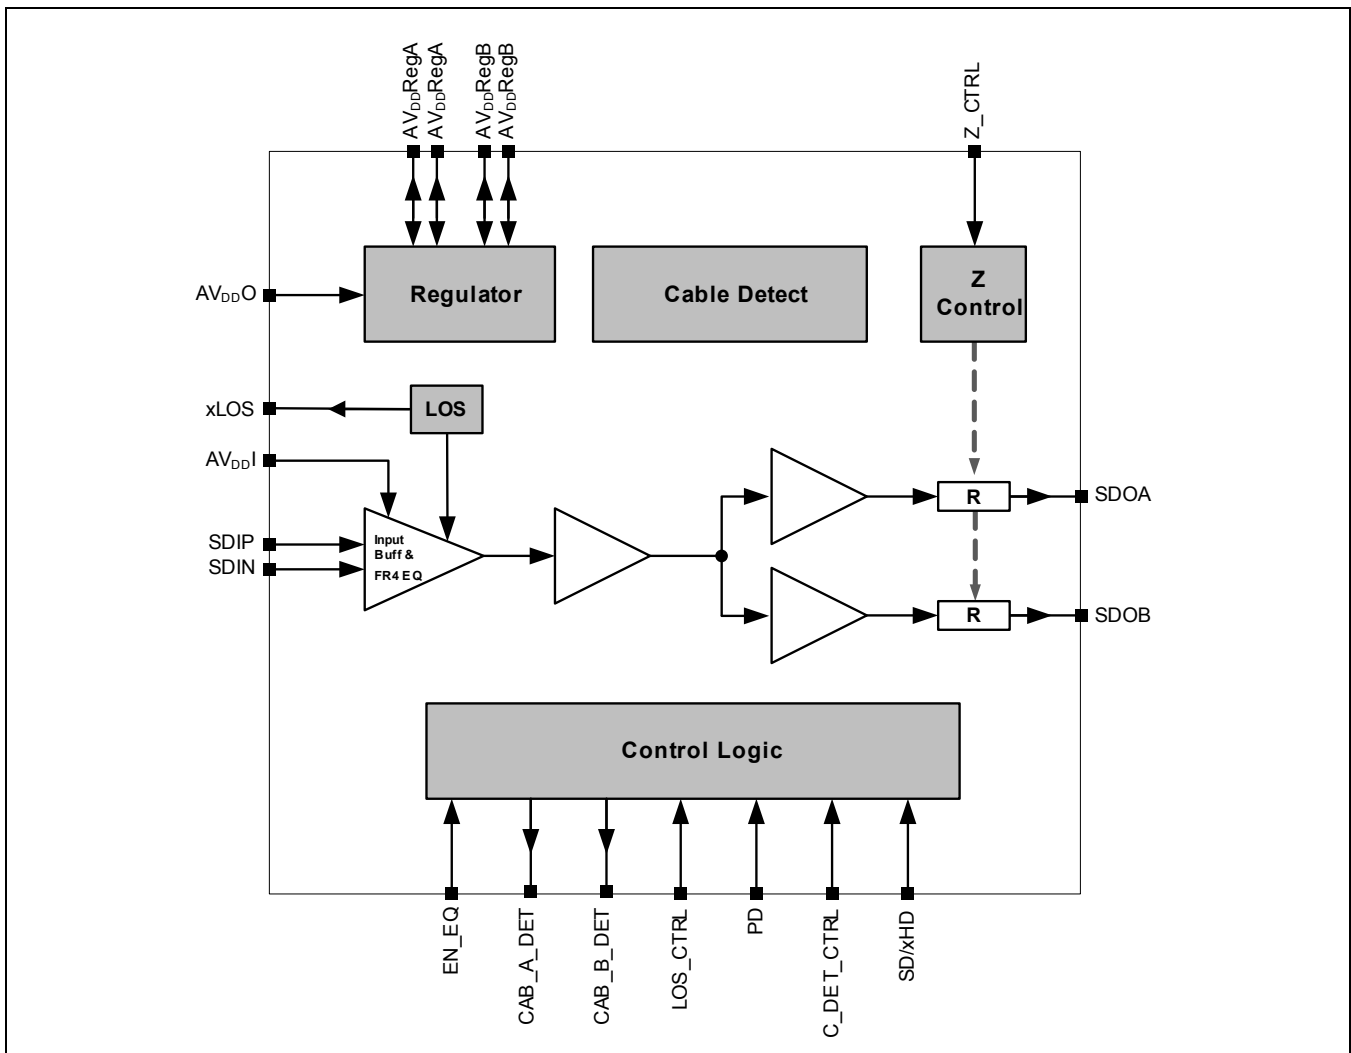 AVDDRegA
AVDDRegA
AVDDRegB
AVDDRegB
Z_CTRL
AVDDO
Regulator
Cable Detect
Z
Control
xLOS
LOS
AVDDI
SDIP
SDIN
Input
Buff &
FR4 EQ
R
SDOA
R
SDOB
Control Logic
EN_EQ
CAB_A_DET
CAB_B_DET
LOS_CTRL
PD
C_DET_CTRL
SD/xHD